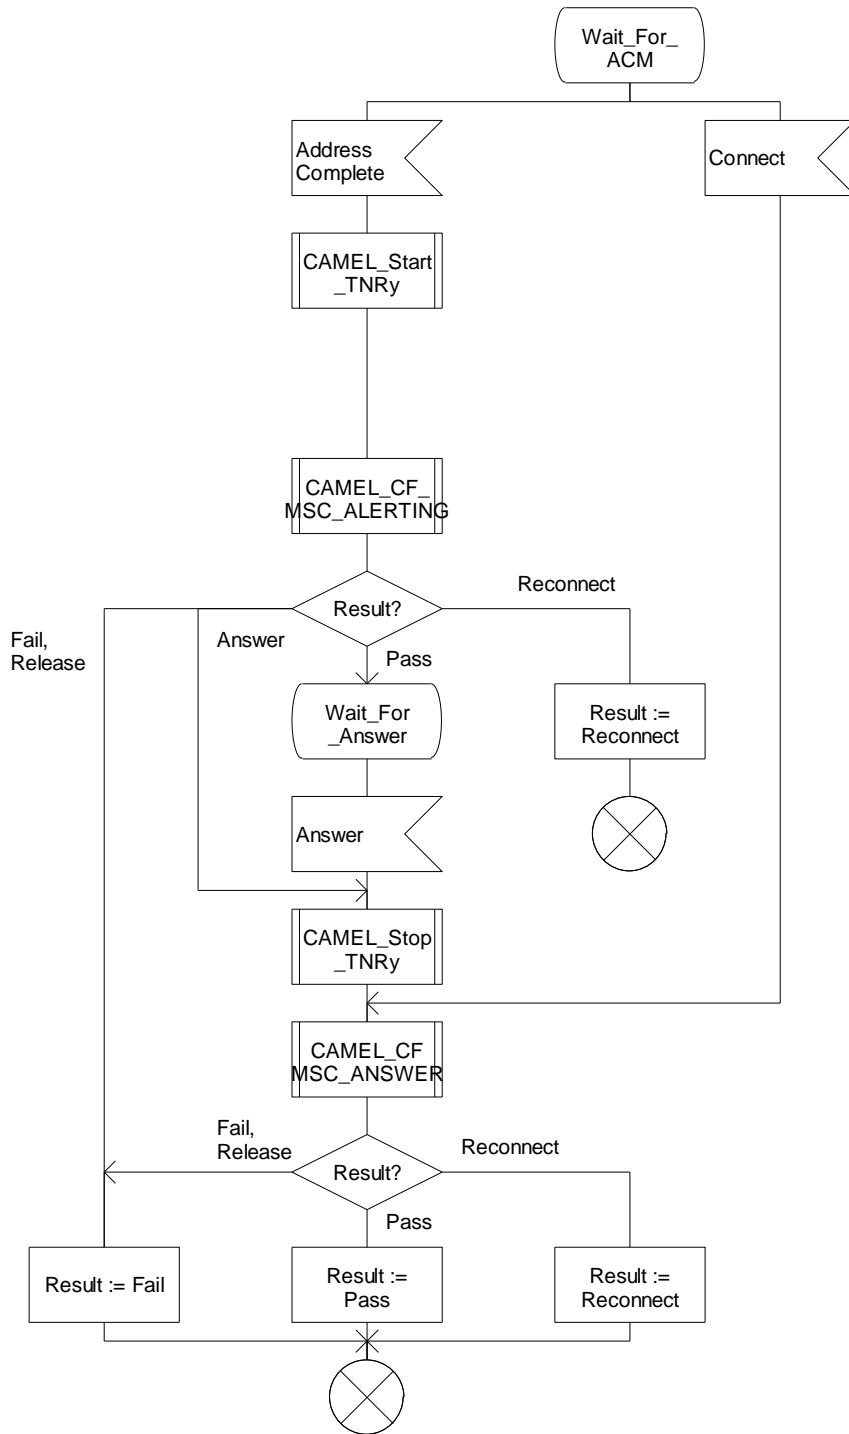 Wait_For_
ACM
Address
Complete
Connect
CAMEL_Start
_TNRy
CAMEL_CF_
MSC_ALERTING
Result?
Reconnect
Fail,
Release
Answer
Pass
Wait_For
_Answer
Result :=
Reconnect
Answer
CAMEL_Stop
_TNRy
CAMEL_CF
MSC_ANSWER
Fail,
Release
Result?
Reconnect
Pass
Result := Fail
Result :=
Pass
Result :=
Reconnect